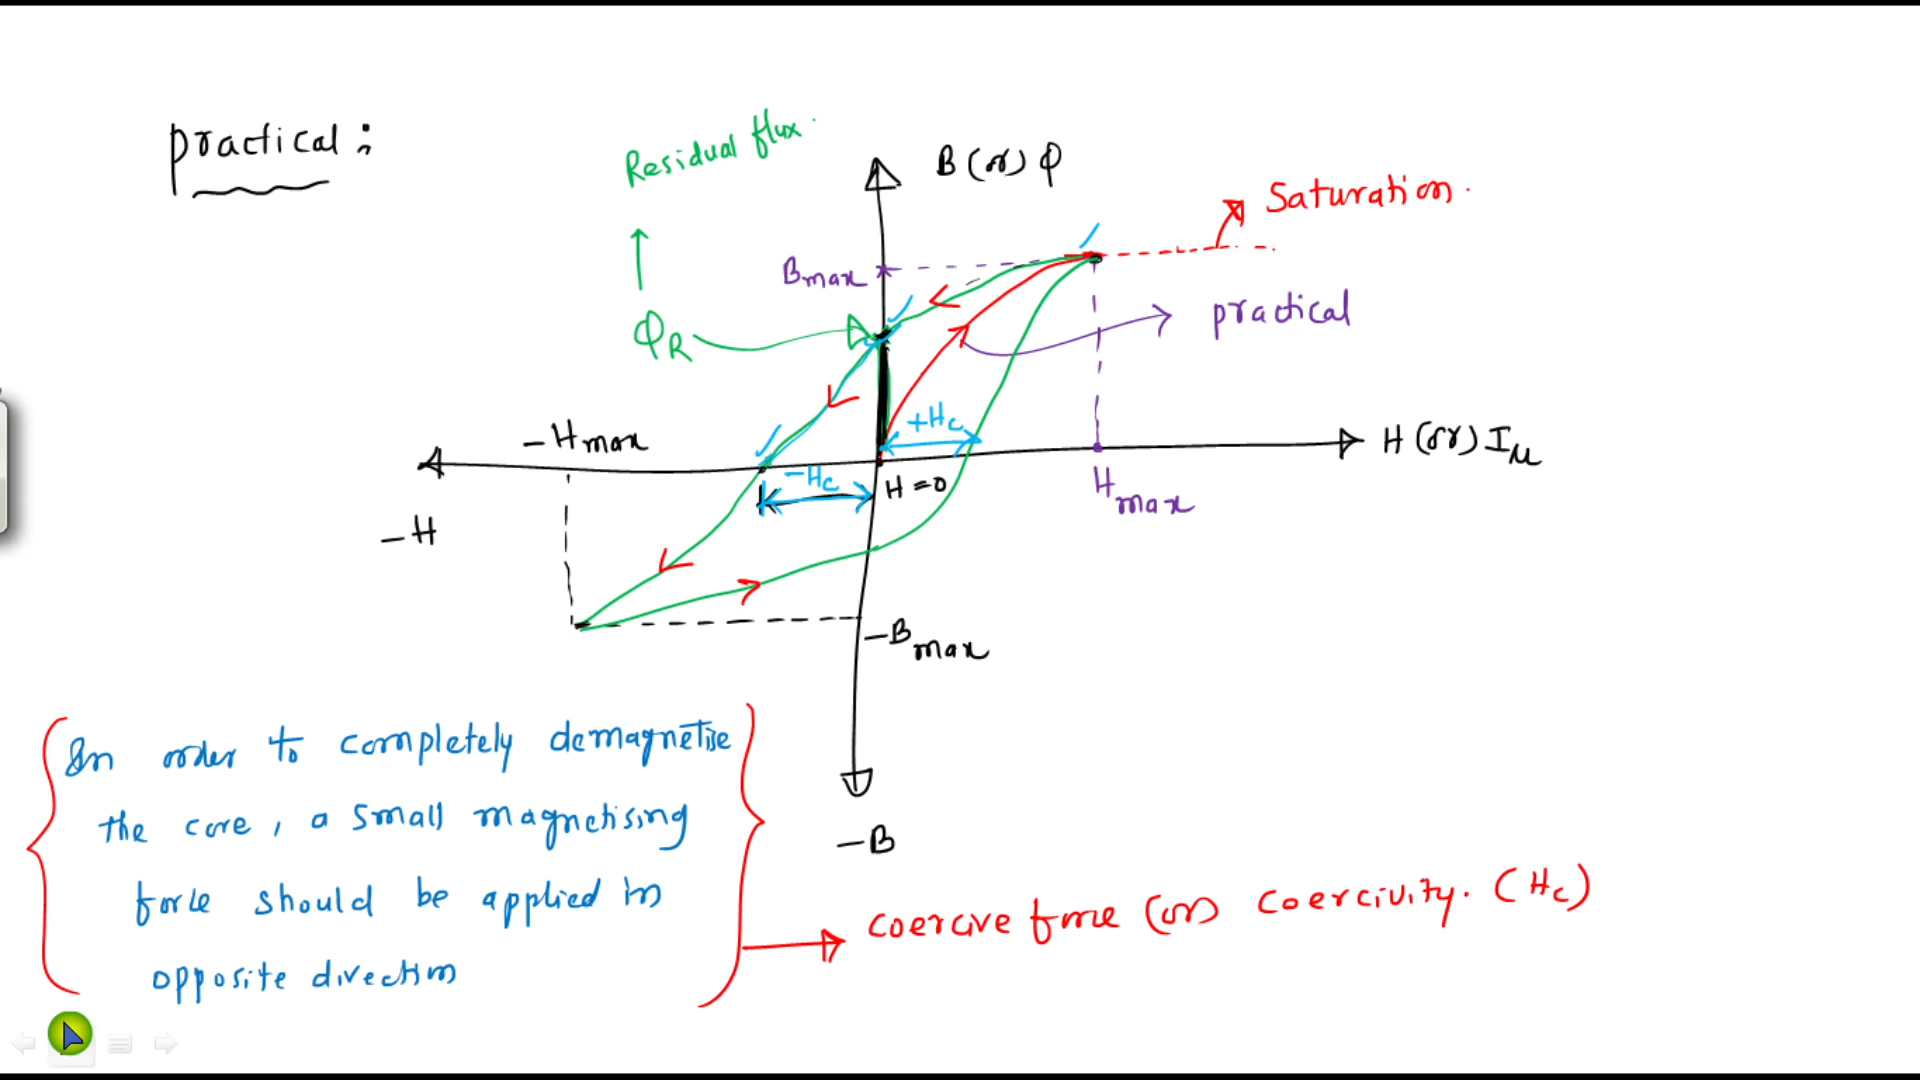 practical :
Residual flux.
B (or) φ
Saturation.
Bmax
φR
practical
+Hc
-Hmax
H (or) Iμ
-Hc
H=0
Hmax
-H
-Bmax
-B
In order to completely demagnetise
the core, a small magnetising
force should be applied in
opposite direction
coercive force (or) coercivity. (Hc)